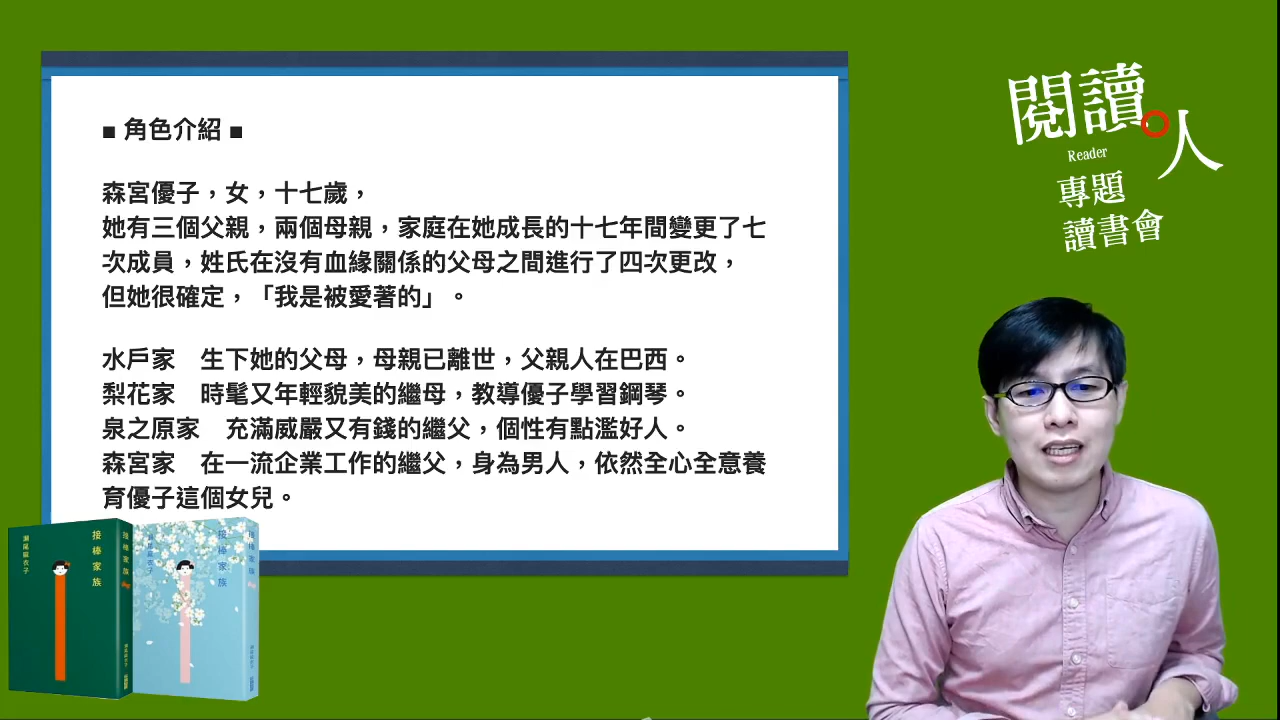 ■ 角色介紹 ■
森宮優子，女，十七歲，
她有三個父親，兩個母親，家庭在她成長的十七年間變更了七
次成員，姓氏在沒有血緣關係的父母之間進行了四次更改，
但她很確定，「我是被愛著的」。
水戶家　生下她的父母，母親已離世，父親人在巴西。
梨花家　時髦又年輕貌美的繼母，教導優子學習鋼琴。
泉之原家　充滿威嚴又有錢的繼父，個性有點濫好人。
森宮家　在一流企業工作的繼父，身為男人，依然全心全意養
育優子這個女兒。
閱讀人
Reader
專題
讀書會
接棒家族
瀨尾麻衣子
接棒家族
接棒家族
接棒家族